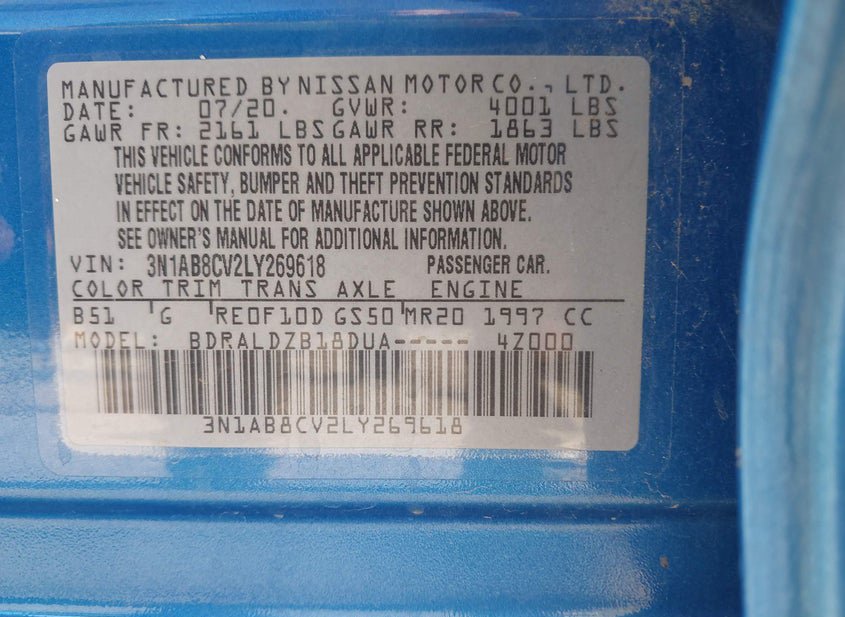 MANUFACTURED BY NISSAN MOTOR CO., LTD.
DATE: 07/20. GVWR: 4001 LBS
GAWR FR: 2161 LBS GAWR RR: 1863 LBS
THIS VEHICLE CONFORMS TO ALL APPLICABLE FEDERAL MOTOR
VEHICLE SAFETY, BUMPER AND THEFT PREVENTION STANDARDS
IN EFFECT ON THE DATE OF MANUFACTURE SHOWN ABOVE.
SEE OWNER'S MANUAL FOR ADDITIONAL INFORMATION.
VIN: 3N1AB8CV2LY269618 PASSENGER CAR.
COLOR TRIM TRANS AXLE ENGINE
B51 G RE0F10D GS50 MR20 1997 CC
MODEL: BDRALDZB18DUA----- 4Z000
3N1AB8CV2LY269618